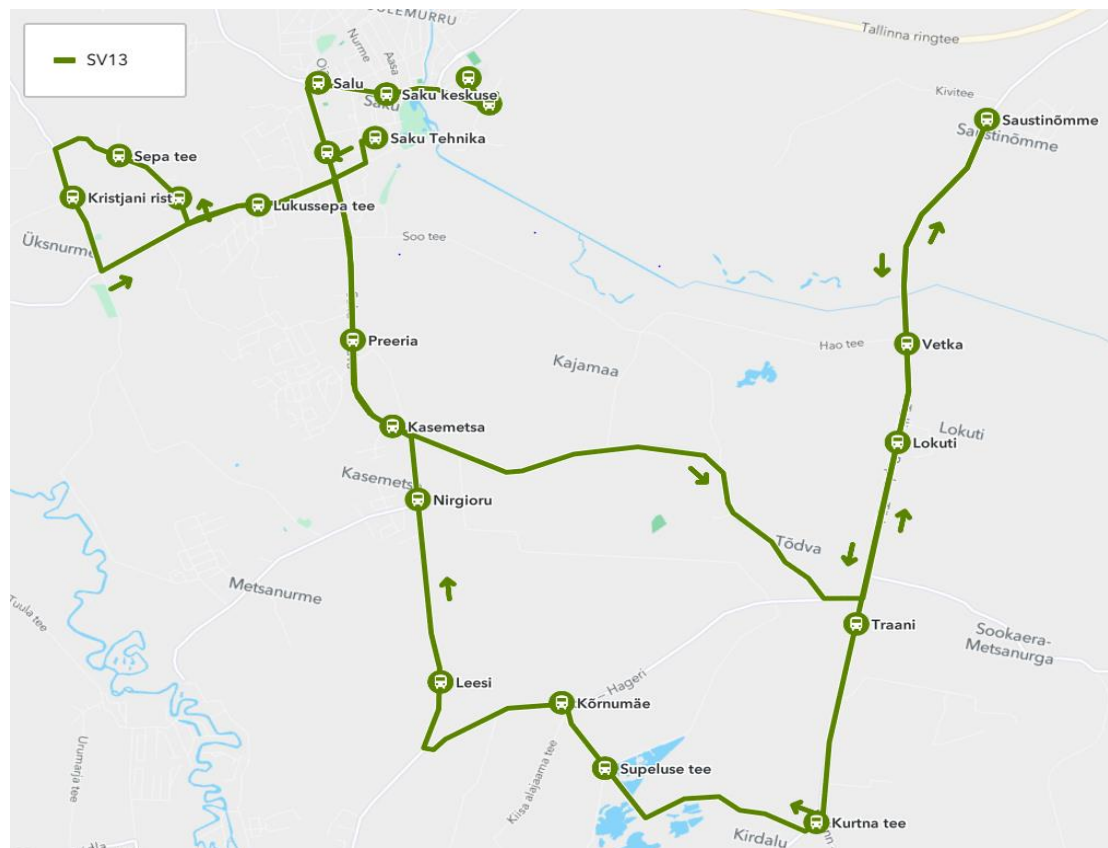 SV13
Tallinna ringtee
Nurme
Aasa
Salu
Saku keskuse
Saku
Kivitee
Saustinõmme
Saustinõmme
Saku Tehnika
Sepa tee
Kristjani rist
Lukussepa tee
Üksnurme
Soo tee
Preeria
Hao tee
Vetka
Kajamaa
Kasemetsa
Lokuti
Lokuti
Kasemetsa
Nirgioru
Tõdva
Metsanurme
Tuula tee
Traani
Sookaera-
Metsanurga
Leesi
Hageri
Kõrnumäe
Urumarja tee
Kiisa alajaama tee
Supeluse tee
Kurtna tee
Kirdalu